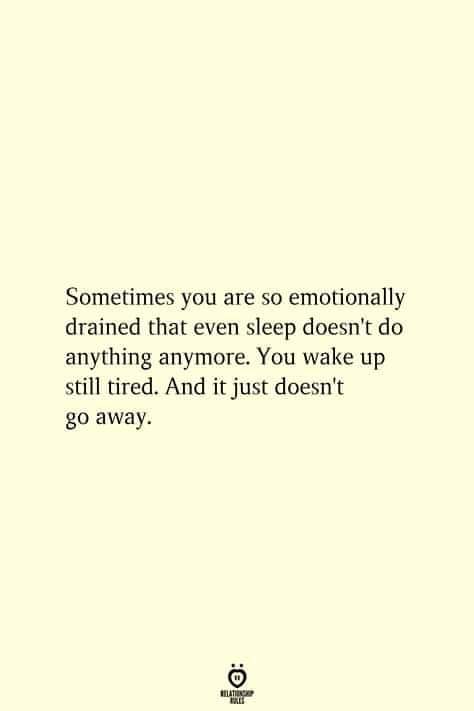 Sometimes you are so emotionally
drained that even sleep doesn't do
anything anymore. You wake up
still tired. And it just doesn't
go away.
RELATIONSHIP
RULES